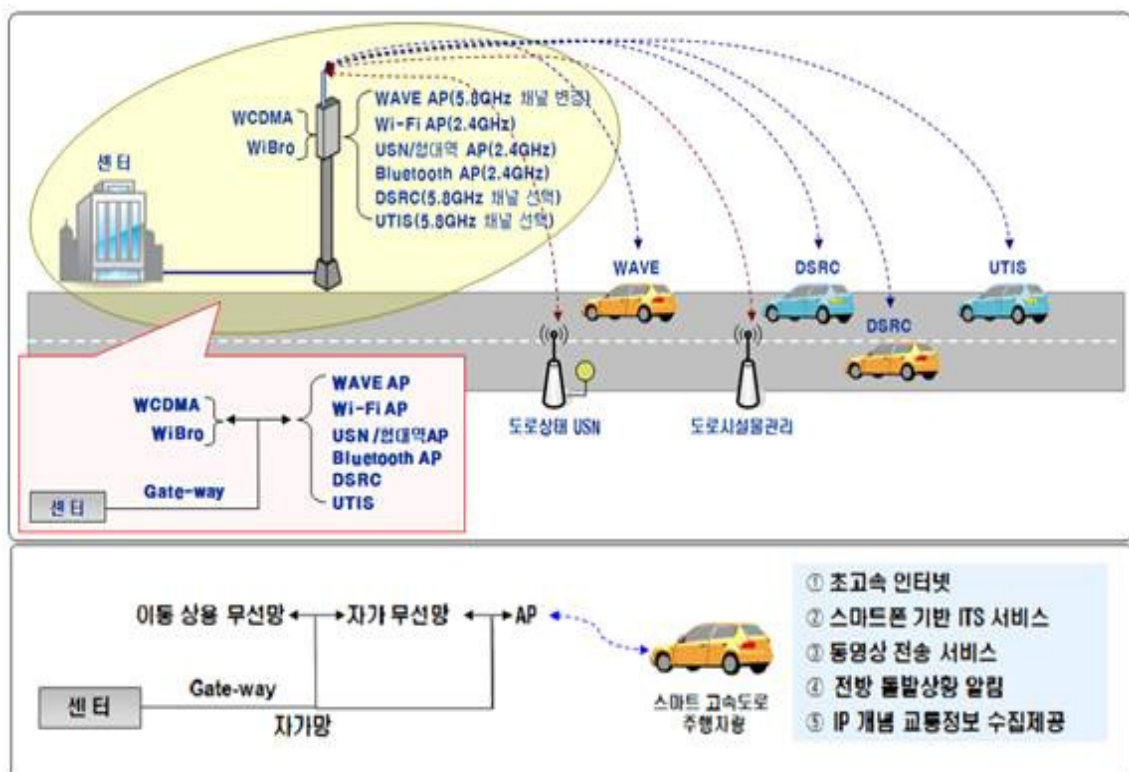 센 터
WCDMA
WiBro
WAVE AP(5.8GHz 채널 변경)
Wi-Fi AP(2.4GHz)
USN/협대역 AP(2.4GHz)
Bluetooth AP(2.4GHz)
DSRC(5.8GHz 채널 선택)
UTIS(5.8GHz 채널 선택)
WAVE
DSRC
UTIS
DSRC
도로상태 USN
도로시설물관리
WCDMA
WiBro
WAVE AP
Wi-Fi AP
USN /협대역AP
Bluetooth AP
DSRC
UTIS
Gate-way
센 터
이동 상용 무선망
자가 무선망
AP
Gate-way
센 터
자가망
스마트 고속도로
주행차량
① 초고속 인터넷
② 스마트폰 기반 ITS 서비스
③ 동영상 전송 서비스
④ 전방 돌발상황 알림
⑤ IP 개념 교통정보 수집제공